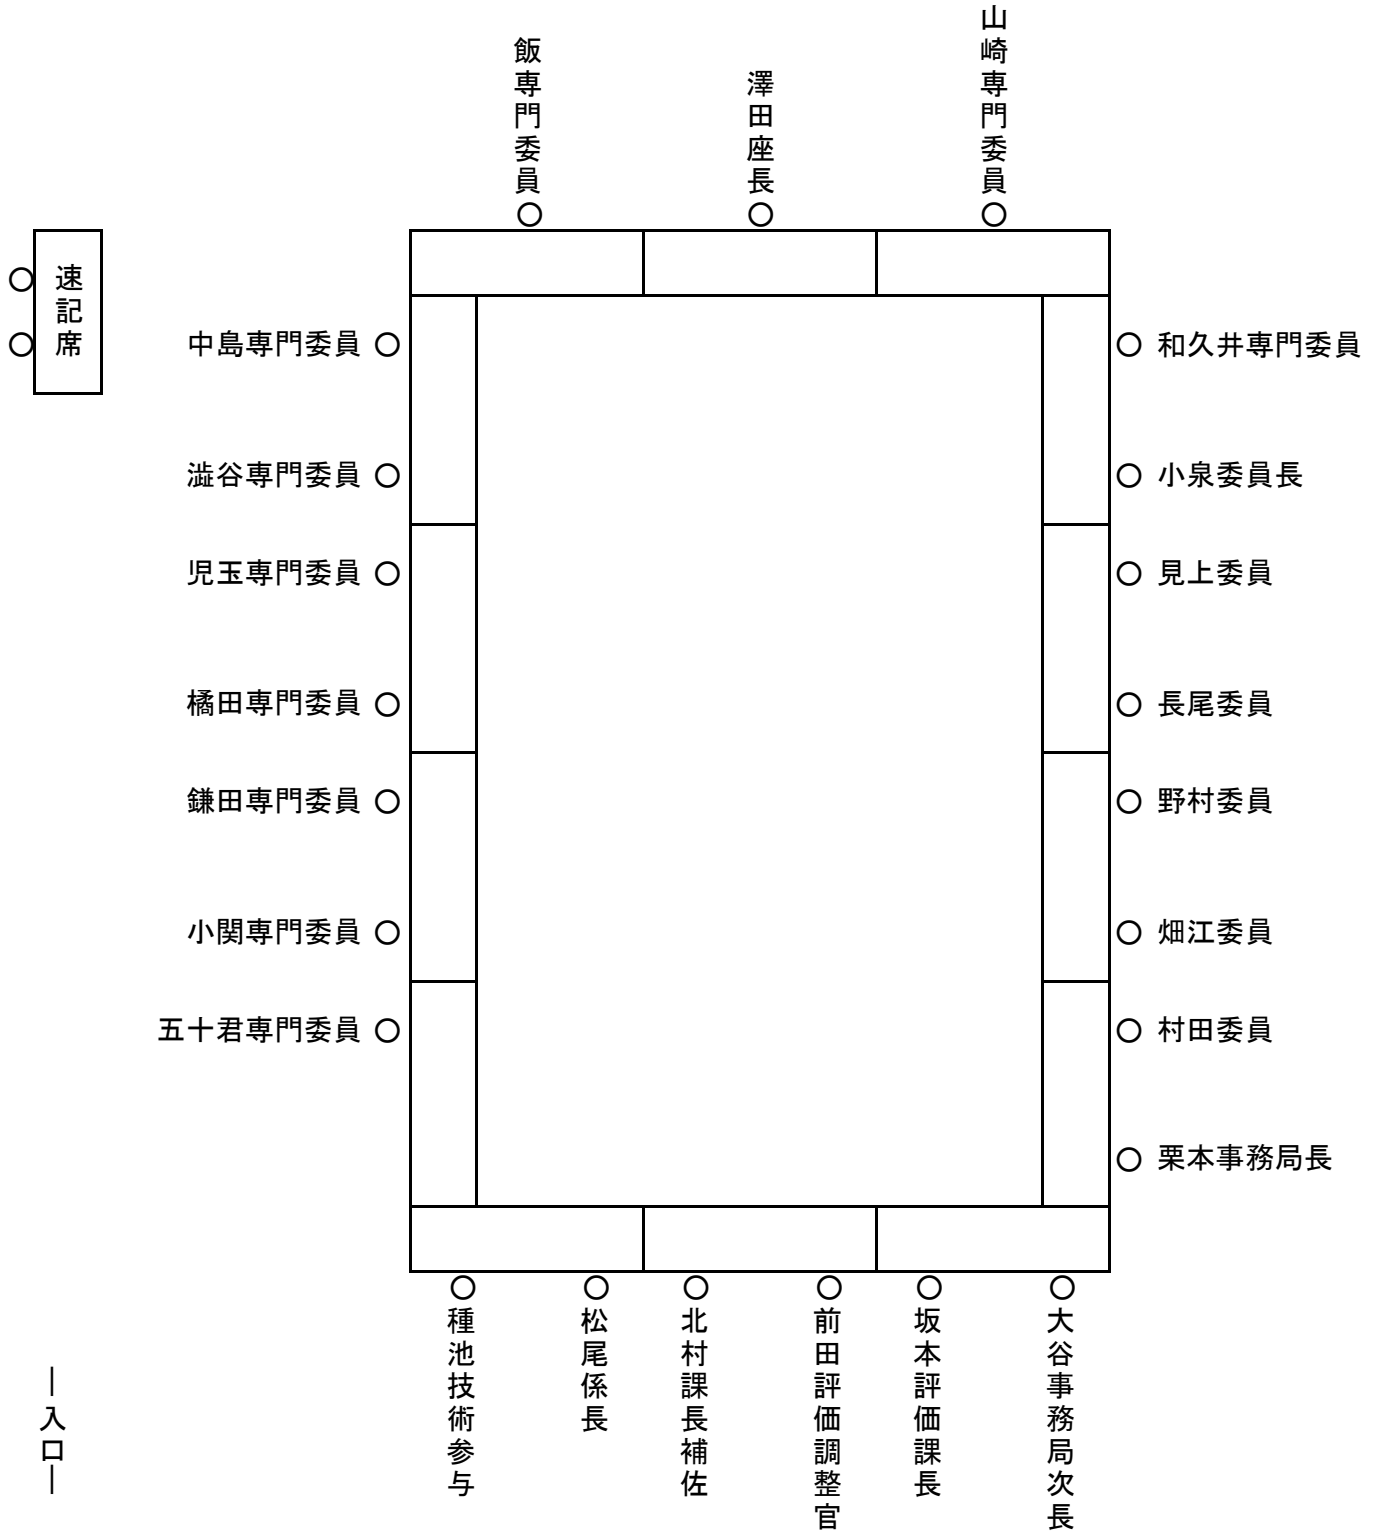 山崎専門委員
澤田座長
飯専門委員
速記席
中島専門委員
澁谷専門委員
児玉専門委員
橘田専門委員
鎌田専門委員
小関専門委員
五十君専門委員
和久井専門委員
小泉委員長
見上委員
長尾委員
野村委員
畑江委員
村田委員
栗本事務局長
大谷事務局次長
坂本評価課長
前田評価調整官
北村課長補佐
松尾係長
種池技術参与
―入口―